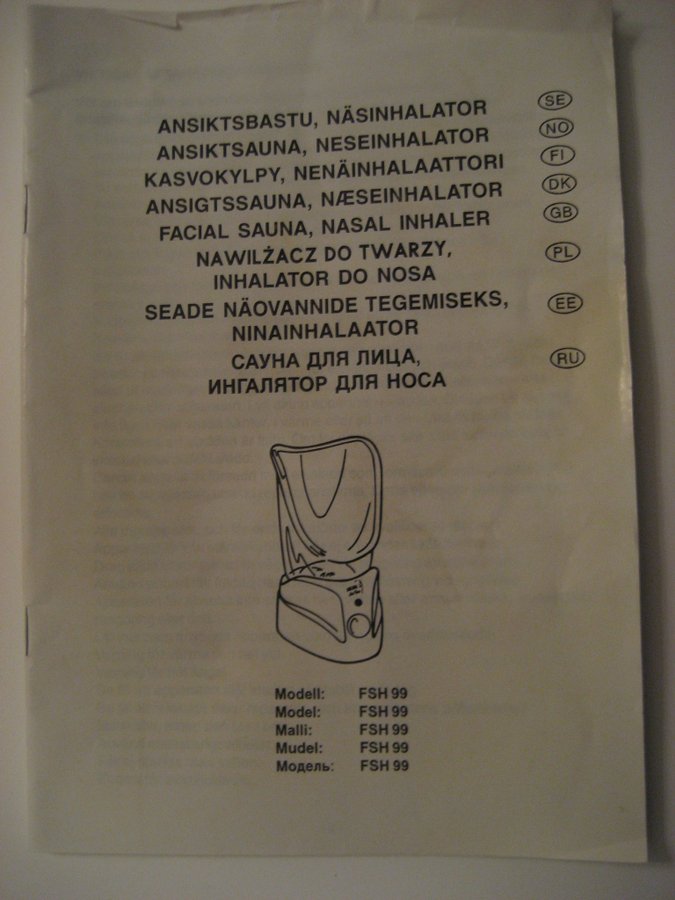 ANSIKTSBASTU, NÄSINHALATOR SE
ANSIKTSAUNA, NESEINHALATOR NO
KASVOKYLPY, NENÄINHALAATTORI FI
ANSIGTSSAUNA, NÆSEINHALATOR DK
FACIAL SAUNA, NASAL INHALER GB
NAWILŻACZ DO TWARZY, PL
INHALATOR DO NOSA
SEADE NÄOVANNIDE TEGEMISEKS, EE
NINAINHALAATOR
САУНА ДЛЯ ЛИЦА, RU
ИНГАЛЯТОР ДЛЯ НОСА
Modell: FSH 99
Model: FSH 99
Malli: FSH 99
Mudel: FSH 99
Модель: FSH 99